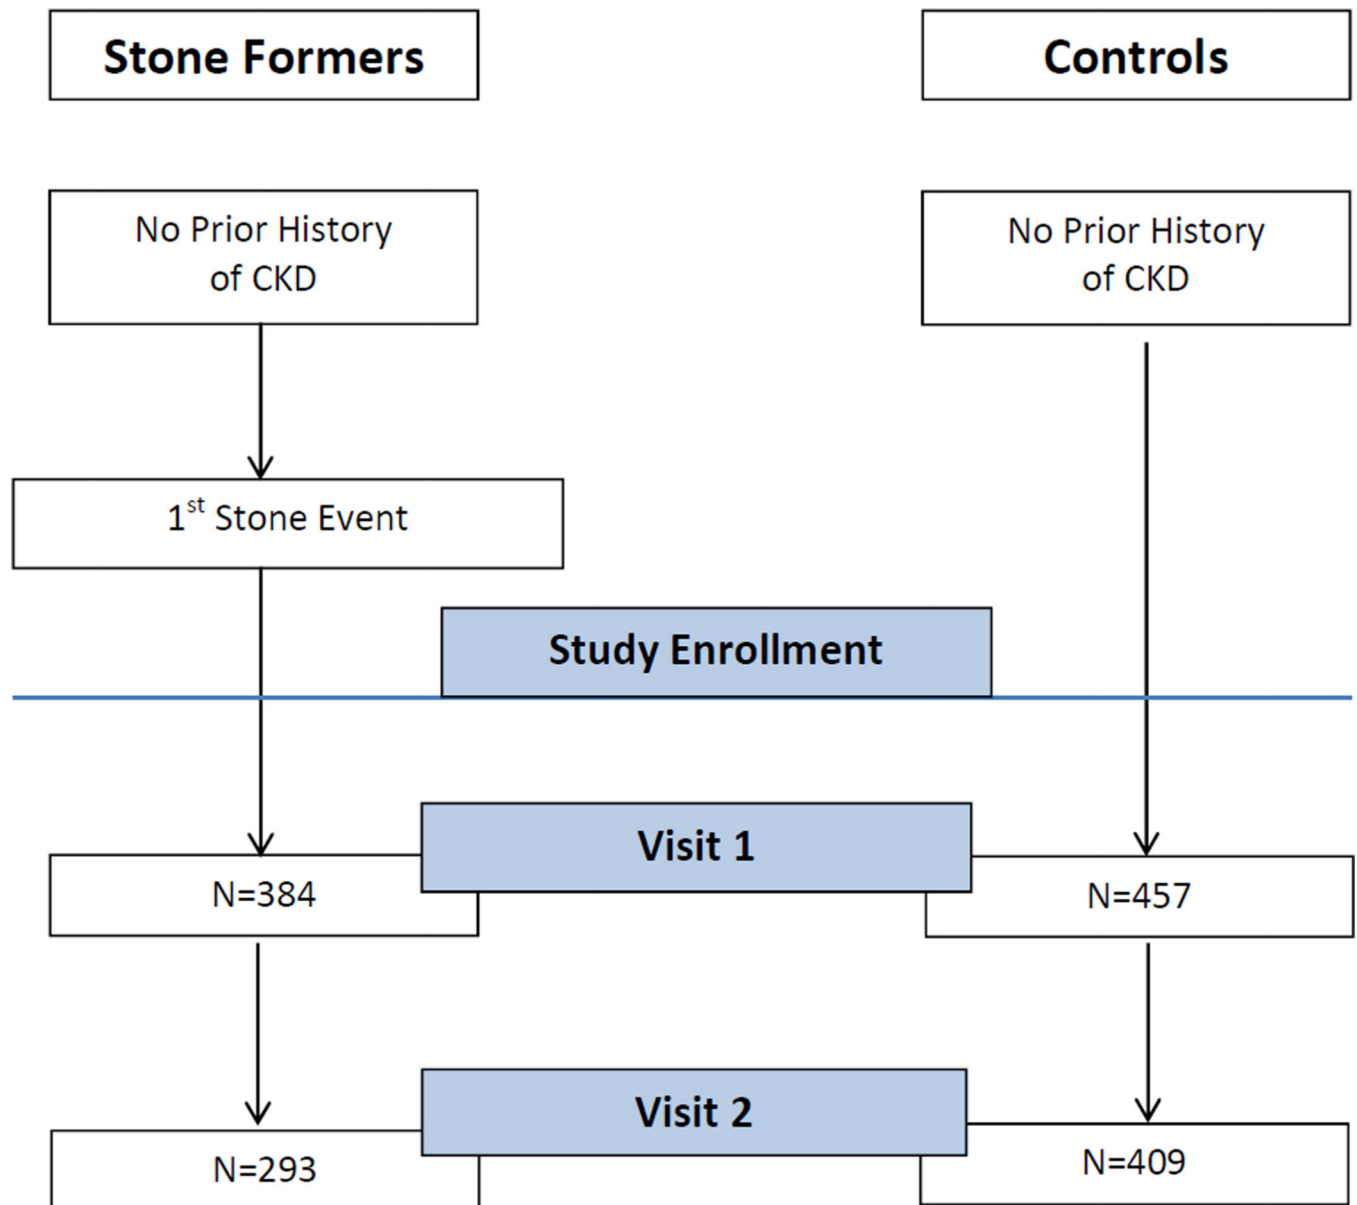 Stone Formers
Controls
No Prior History
of CKD
No Prior History
of CKD
1st Stone Event
Study Enrollment
Visit 1
N=384
N=457
Visit 2
N=293
N=409